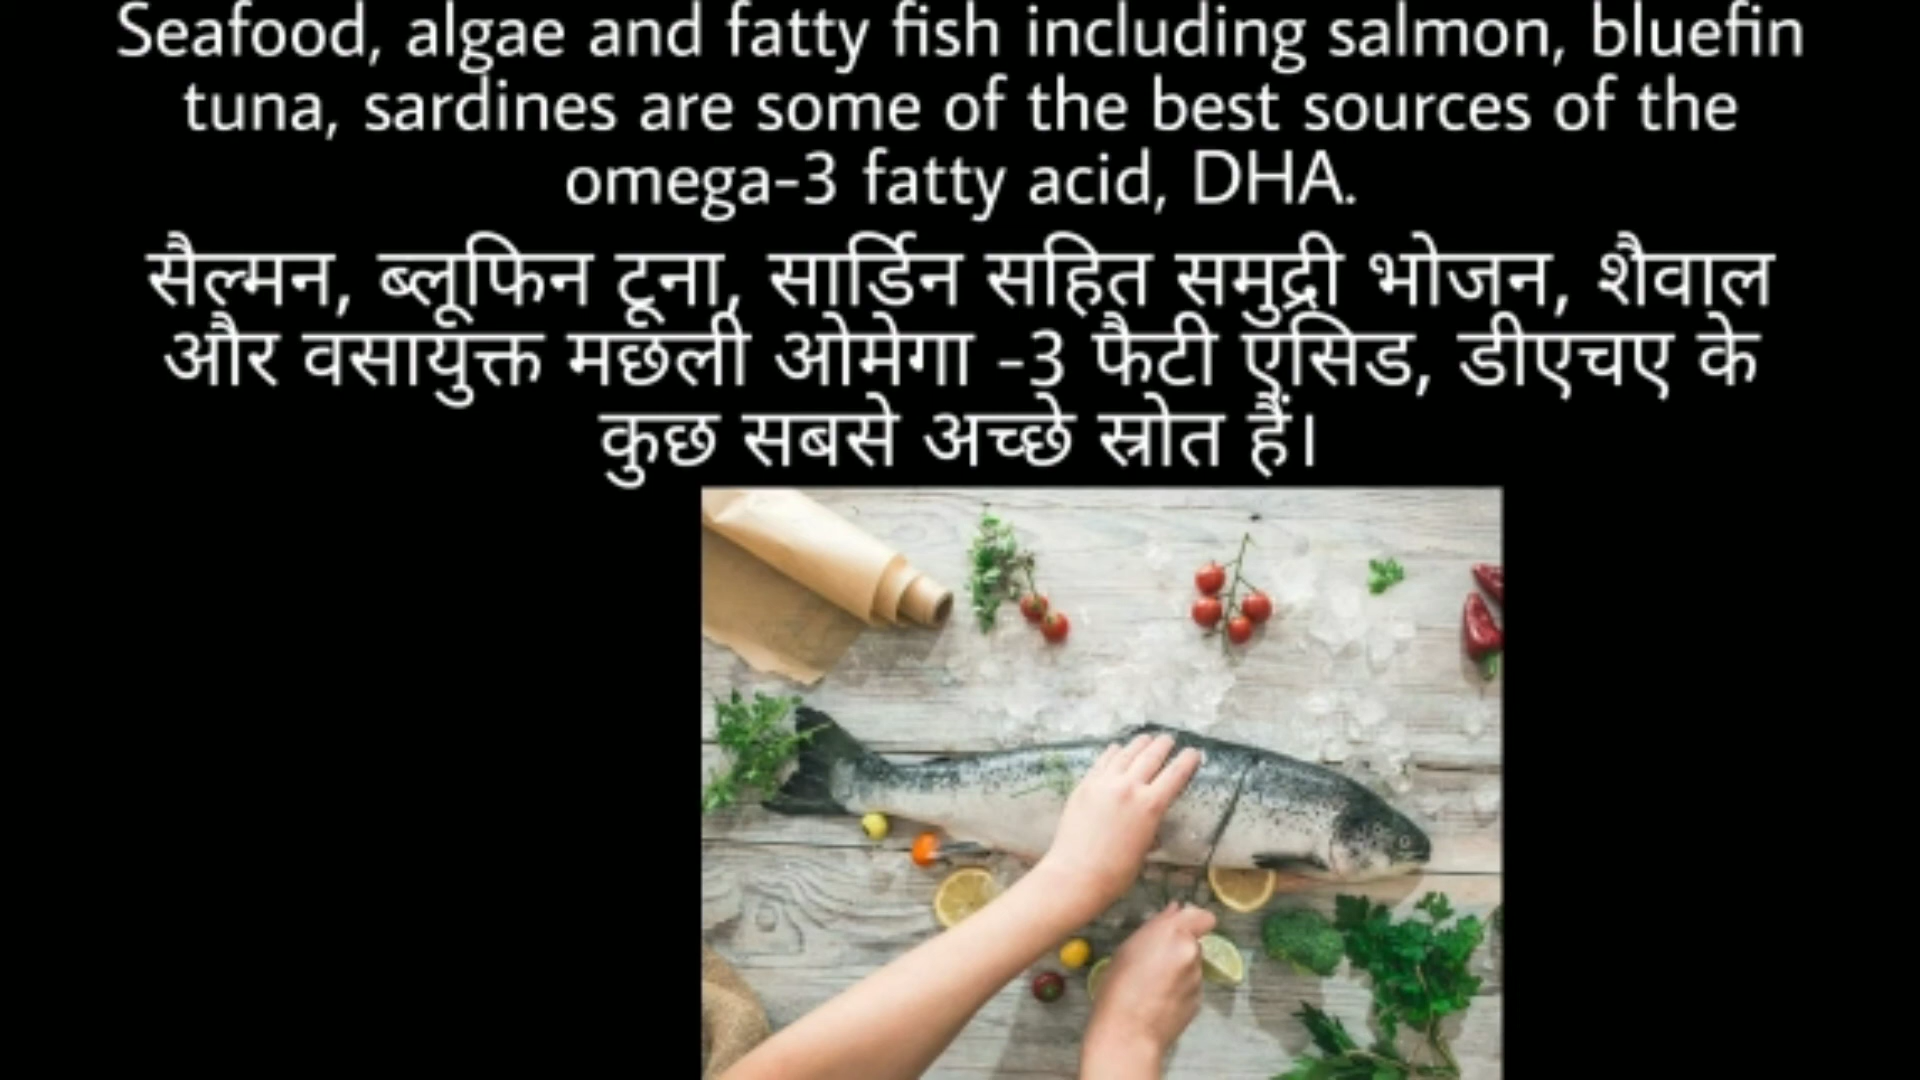 Seafood, algae and fatty fish including salmon, bluefin
tuna, sardines are some of the best sources of the
omega-3 fatty acid, DHA.
सैल्मन, ब्लूफिन टूना, सार्डिन सहित समुद्री भोजन, शैवाल
और वसायुक्त मछली ओमेगा -3 फैटी एसिड, डीएचए के
कुछ सबसे अच्छे स्रोत हैं।